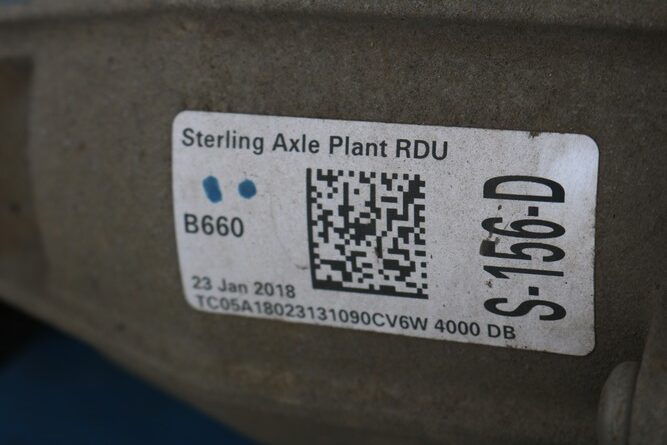 Sterling Axle Plant RDU
B660
23 Jan 2018
TC05A18023131090CV6W 4000 DB
S-156-D